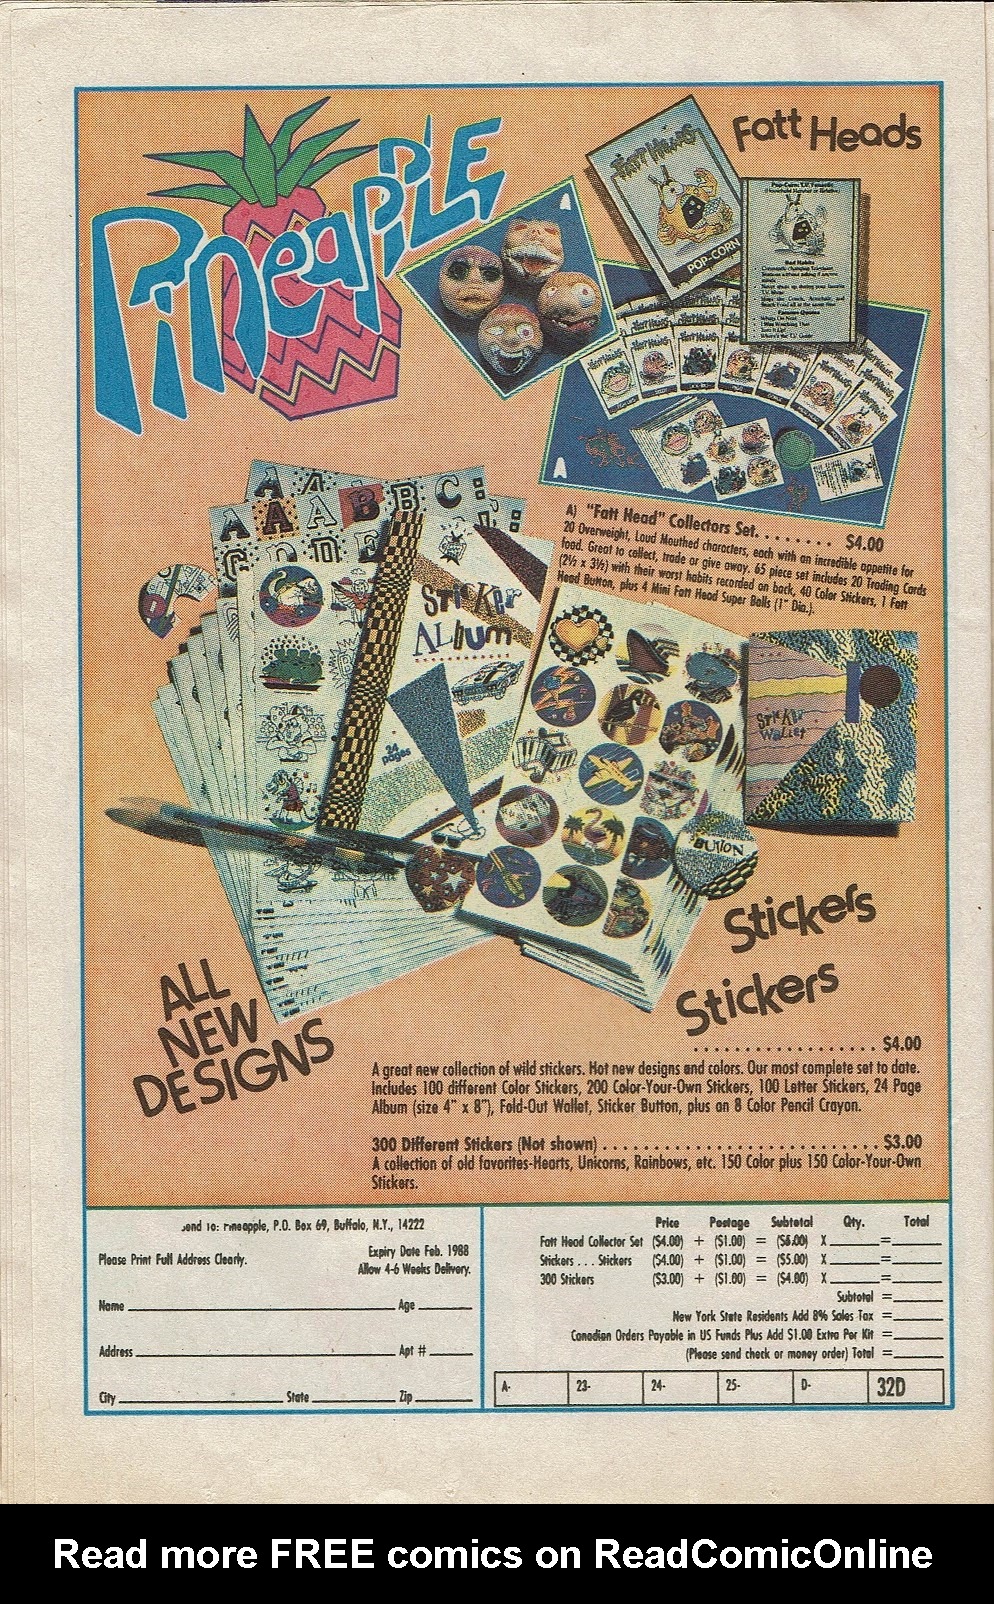 PINEAPPLE
Fatt Heads
FATT HEADS
POP-CORN
Bad Habits
Famous Quotes
A
A
A) "Fatt Head" Collectors Set. . . . . . . . $4.00
20 Overweight, Loud Mouthed characters, each with an incredible appetite for
food. Great to collect, trade or give away. 65 piece set includes 20 Trading Cards
(2½ x 3½) with their worst habits recorded on back, 40 Color Stickers, 1 Fatt
Head Button, plus 4 Mini Fatt Head Super Balls (1" Dia.).
A A B B C
Sticker
Album
24
pages
Sticker
Wallet
BUTTON
Stickers
Stickers
ALL
NEW
DESIGNS
. . . . . . . . . . . . . . . . . . $4.00
A great new collection of wild stickers. Hot new designs and colors. Our most complete set to date.
Includes 100 different Color Stickers, 200 Color-Your-Own Stickers, 100 Letter Stickers, 24 Page
Album (size 4" x 8"), Fold-Out Wallet, Sticker Button, plus an 8 Color Pencil Crayon.
300 Different Stickers (Not shown) . . . . . . . . . . . . . . . . . . . . . . . . . . . . $3.00
A collection of old favorites-Hearts, Unicorns, Rainbows, etc. 150 Color plus 150 Color-Your-Own
Stickers.
Send To: Pineapple, P.O. Box 69, Buffalo, N.Y., 14222
Please Print Full Address Clearly.
Expiry Date Feb. 1988
Allow 4-6 Weeks Delivery.
Name Age
Address Apt #
City State Zip
Price Postage Subtotal Qty. Total
Fatt Head Collector Set ($4.00) + ($1.00) = ($5.00) X =
Stickers . . . Stickers ($4.00) + ($1.00) = ($5.00) X =
300 Stickers ($3.00) + ($1.00) = ($4.00) X =
Subtotal =
New York State Residents Add 8% Sales Tax =
Canadian Orders Payable in US Funds Plus Add $1.00 Extra Per Kit =
(Please send check or money order) Total =
A- 23- 24- 25- D- 32D
Read more FREE comics on ReadComicOnline